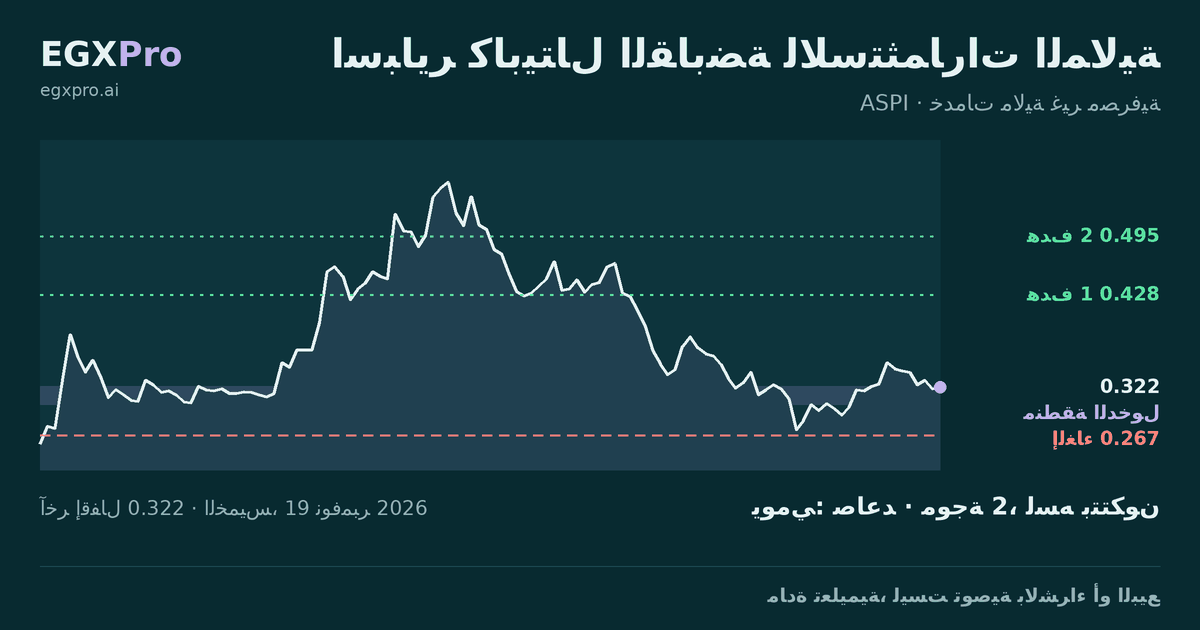 EGXPro
egxpro.ai
اسباير كابيتال القابضة للاستثمارات المالية
ASPI · خدمات مالية غير مصرفية
هدف 2 0.495
هدف 1 0.428
0.322
منطقة الدخول
إلغاء 0.267
آخر إقفال 0.322 · الخميس، 19 نوفمبر 2026
يومي: صاعد · موجة 2، لسه بتتكون
مادة تعليمية، ليست توصية بالشراء أو البيع